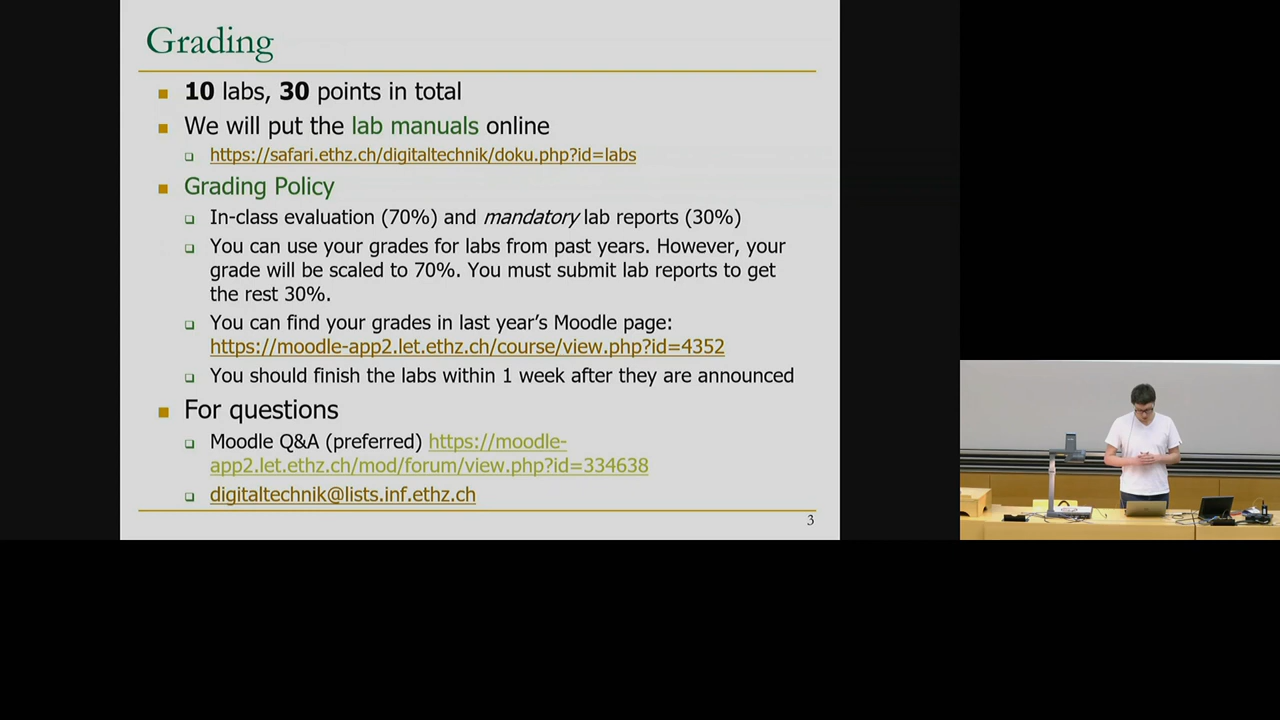 Grading
10 labs, 30 points in total
We will put the lab manuals online
https://safari.ethz.ch/digitaltechnik/doku.php?id=labs
Grading Policy
In-class evaluation (70%) and mandatory lab reports (30%)
You can use your grades for labs from past years. However, your
grade will be scaled to 70%. You must submit lab reports to get
the rest 30%.
You can find your grades in last year’s Moodle page:
https://moodle-app2.let.ethz.ch/course/view.php?id=4352
You should finish the labs within 1 week after they are announced
For questions
Moodle Q&A (preferred) https://moodle-
app2.let.ethz.ch/mod/forum/view.php?id=334638
digitaltechnik@lists.inf.ethz.ch
3